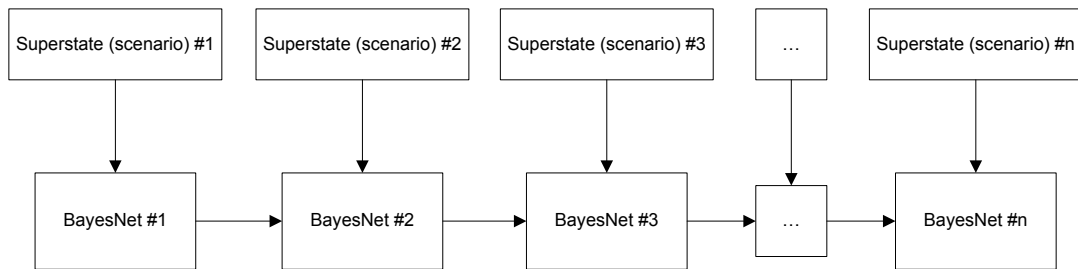 Superstate (scenario) #1
Superstate (scenario) #2
Superstate (scenario) #3
…
Superstate (scenario) #n
BayesNet #1
BayesNet #2
BayesNet #3
…
BayesNet #n